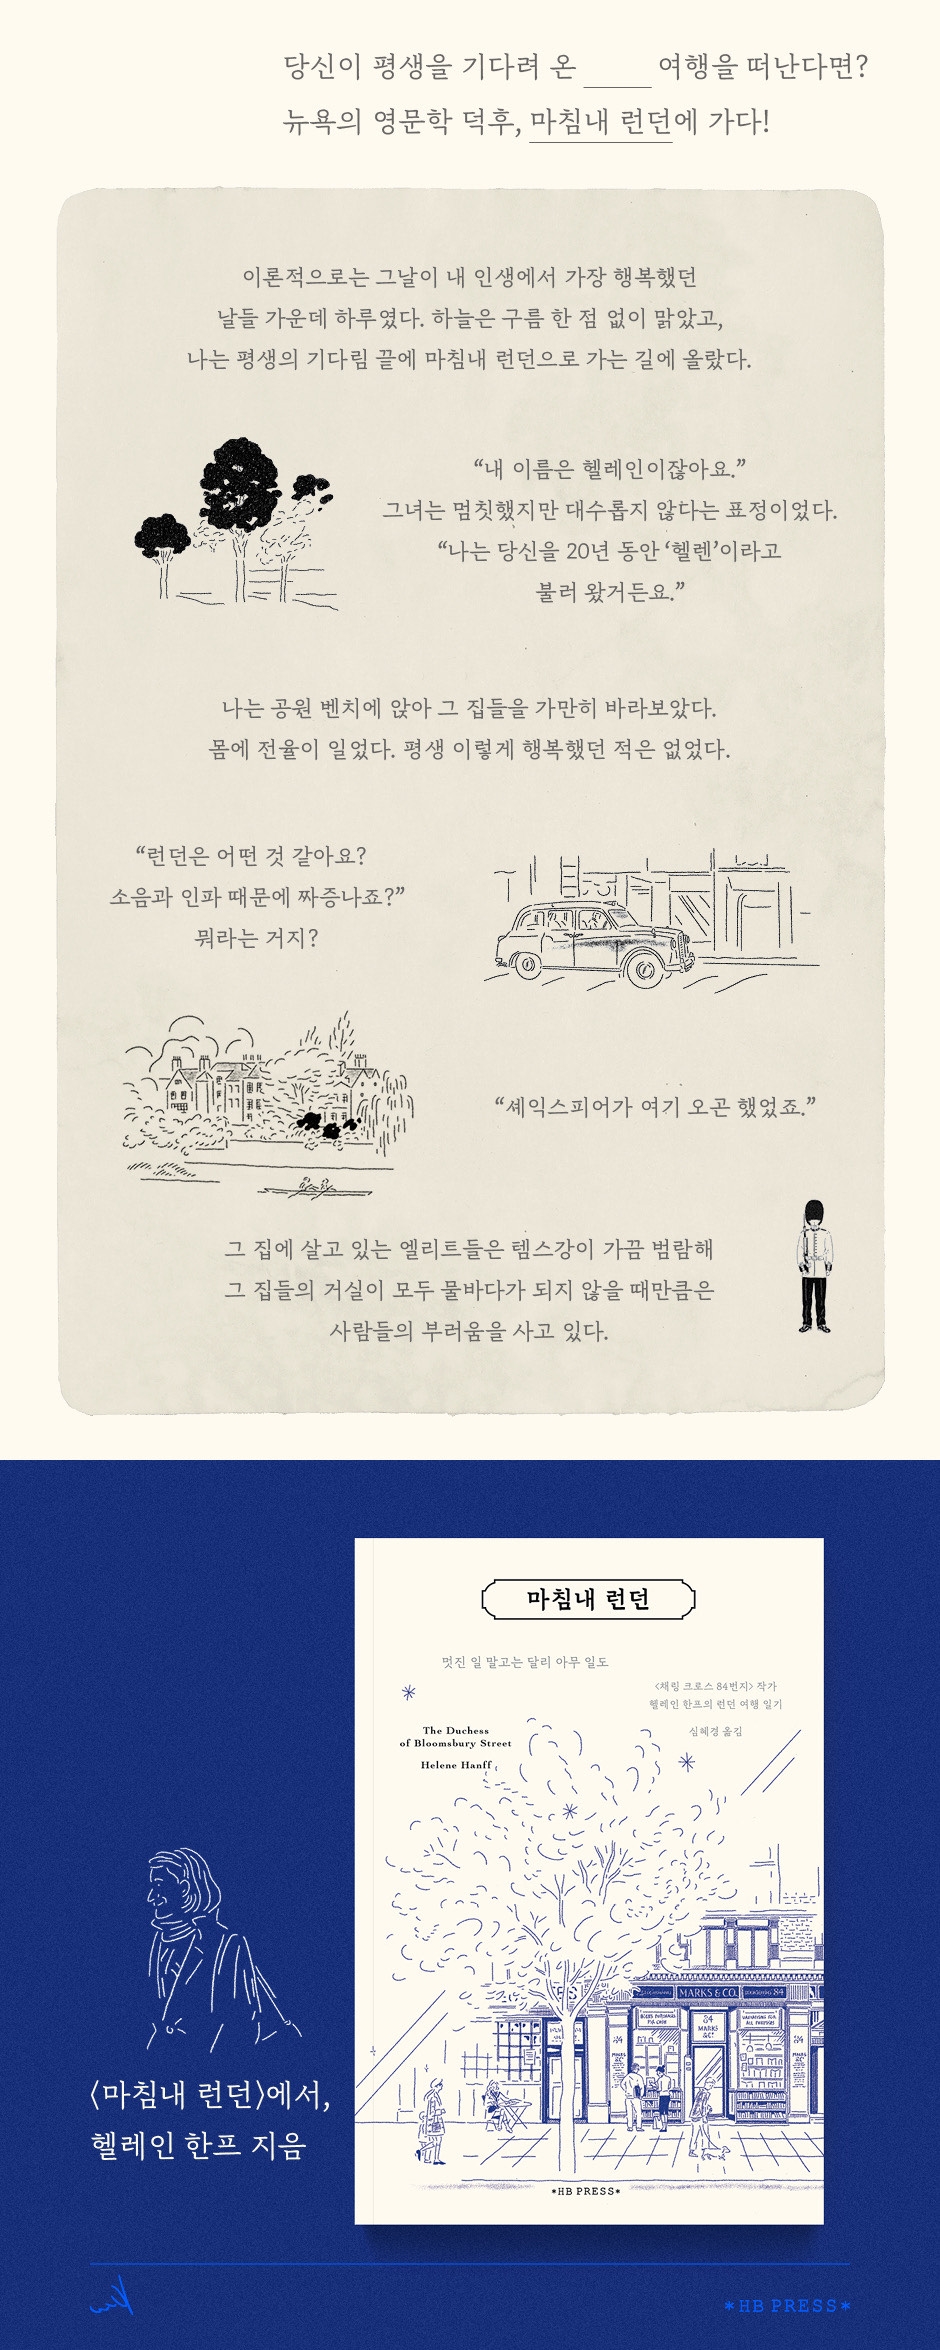 당신이 평생을 기다려 온 ____ 여행을 떠난다면?
뉴욕의 영문학 덕후, 마침내 런던에 가다!
이론적으로는 그날이 내 인생에서 가장 행복했던
날들 가운데 하루였다. 하늘은 구름 한 점 없이 맑았고,
나는 평생의 기다림 끝에 마침내 런던으로 가는 길에 올랐다.
“내 이름은 헬레인이잖아요.”
그녀는 멈칫했지만 대수롭지 않다는 표정이었다.
“나는 당신을 20년 동안 ‘헬렌’이라고
불러 왔거든요.”
나는 공원 벤치에 앉아 그 집들을 가만히 바라보았다.
몸에 전율이 일었다. 평생 이렇게 행복했던 적은 없었다.
“런던은 어떤 것 같아요?
소음과 인파 때문에 짜증나죠?”
뭐라는 거지?
“셰익스피어가 여기 오곤 했었죠.”
그 집에 살고 있는 엘리트들은 템스강이 가끔 범람해
그 집들의 거실이 모두 물바다가 되지 않을 때만큼은
사람들의 부러움을 사고 있다.
마침내 런던
멋진 일 말고는 달리 아무 일도
〈채링 크로스 84번지〉 작가
헬레인 한프의 런던 여행 일기
심혜경 옮김
The Duchess
of Bloomsbury Street
Helene Hanff
MARKS & CO.
84
84
MARKS
& CO
84
84
*HB PRESS*
〈마침내 런던〉에서,
헬레인 한프 지음
*HB PRESS*